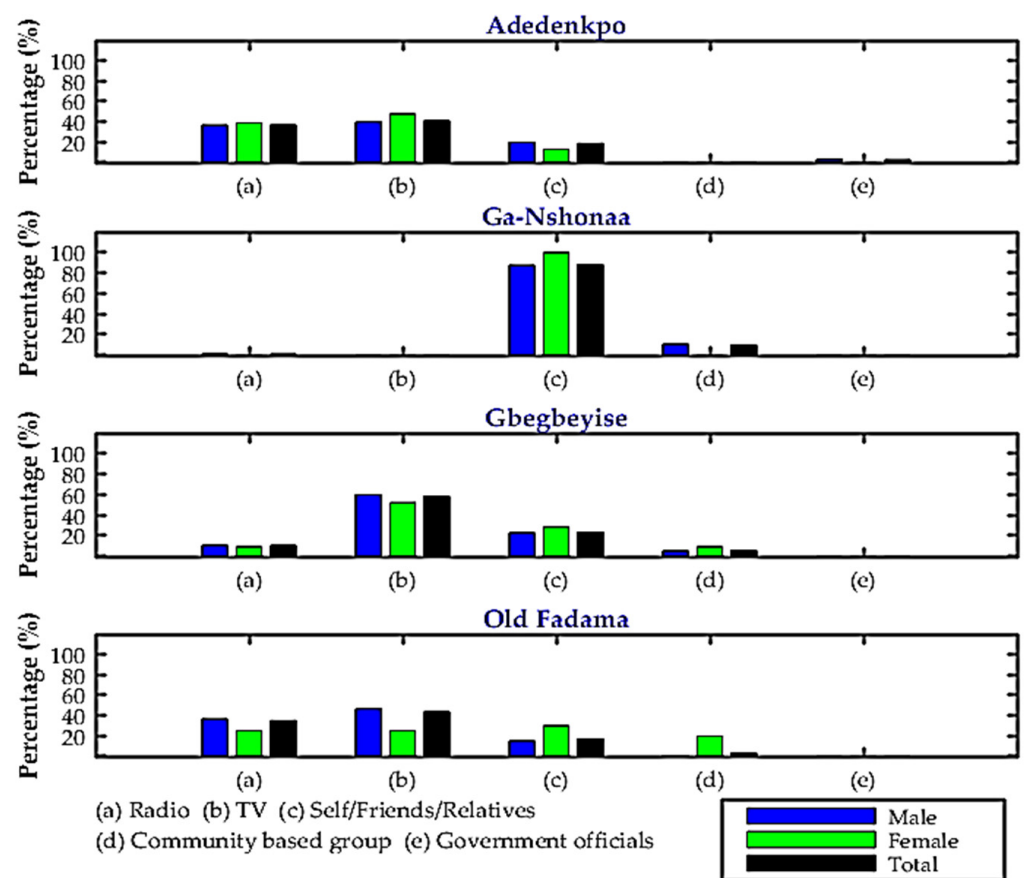 Adedenkpo
Percentage (%)
100
80
60
40
20
(a) (b) (c) (d) (e)
Ga-Nshonaa
Percentage (%)
100
80
60
40
20
(a) (b) (c) (d) (e)
Gbegbeyise
Percentage (%)
100
80
60
40
20
(a) (b) (c) (d) (e)
Old Fadama
Percentage (%)
100
80
60
40
20
(a) (b) (c) (d) (e)
(a) Radio (b) TV (c) Self/Friends/Relatives
(d) Community based group (e) Government officials
Male
Female
Total